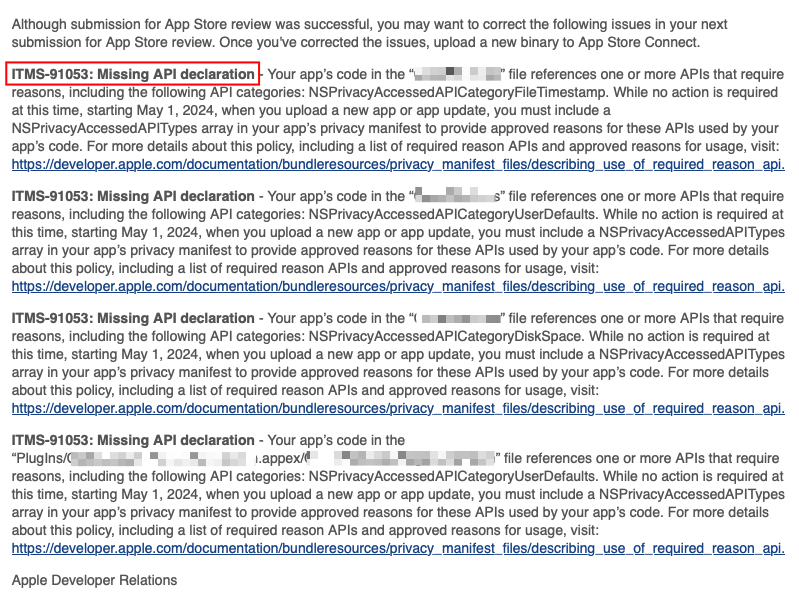 Although submission for App Store review was successful, you may want to correct the following issues in your next
submission for App Store review. Once you've corrected the issues, upload a new binary to App Store Connect.
ITMS-91053: Missing API declaration - Your app's code in the “” file references one or more APIs that require
reasons, including the following API categories: NSPrivacyAccessedAPICategoryFileTimestamp. While no action is required
at this time, starting May 1, 2024, when you upload a new app or app update, you must include a
NSPrivacyAccessedAPITypes array in your app's privacy manifest to provide approved reasons for these APIs used by your
app's code. For more details about this policy, including a list of required reason APIs and approved reasons for usage, visit:
https://developer.apple.com/documentation/bundleresources/privacy_manifest_files/describing_use_of_required_reason_api.
ITMS-91053: Missing API declaration - Your app's code in the “” file references one or more APIs that require
reasons, including the following API categories: NSPrivacyAccessedAPICategoryUserDefaults. While no action is required at
this time, starting May 1, 2024, when you upload a new app or app update, you must include a NSPrivacyAccessedAPITypes
array in your app's privacy manifest to provide approved reasons for these APIs used by your app's code. For more details
about this policy, including a list of required reason APIs and approved reasons for usage, visit:
https://developer.apple.com/documentation/bundleresources/privacy_manifest_files/describing_use_of_required_reason_api.
ITMS-91053: Missing API declaration - Your app's code in the “” file references one or more APIs that require
reasons, including the following API categories: NSPrivacyAccessedAPICategoryDiskSpace. While no action is required at
this time, starting May 1, 2024, when you upload a new app or app update, you must include a NSPrivacyAccessedAPITypes
array in your app's privacy manifest to provide approved reasons for these APIs used by your app's code. For more details
about this policy, including a list of required reason APIs and approved reasons for usage, visit:
https://developer.apple.com/documentation/bundleresources/privacy_manifest_files/describing_use_of_required_reason_api.
ITMS-91053: Missing API declaration - Your app's code in the
“PlugIns/ .appex/” file references one or more APIs that require
reasons, including the following API categories: NSPrivacyAccessedAPICategoryUserDefaults. While no action is required at
this time, starting May 1, 2024, when you upload a new app or app update, you must include a NSPrivacyAccessedAPITypes
array in your app's privacy manifest to provide approved reasons for these APIs used by your app's code. For more details
about this policy, including a list of required reason APIs and approved reasons for usage, visit:
https://developer.apple.com/documentation/bundleresources/privacy_manifest_files/describing_use_of_required_reason_api.
Apple Developer Relations